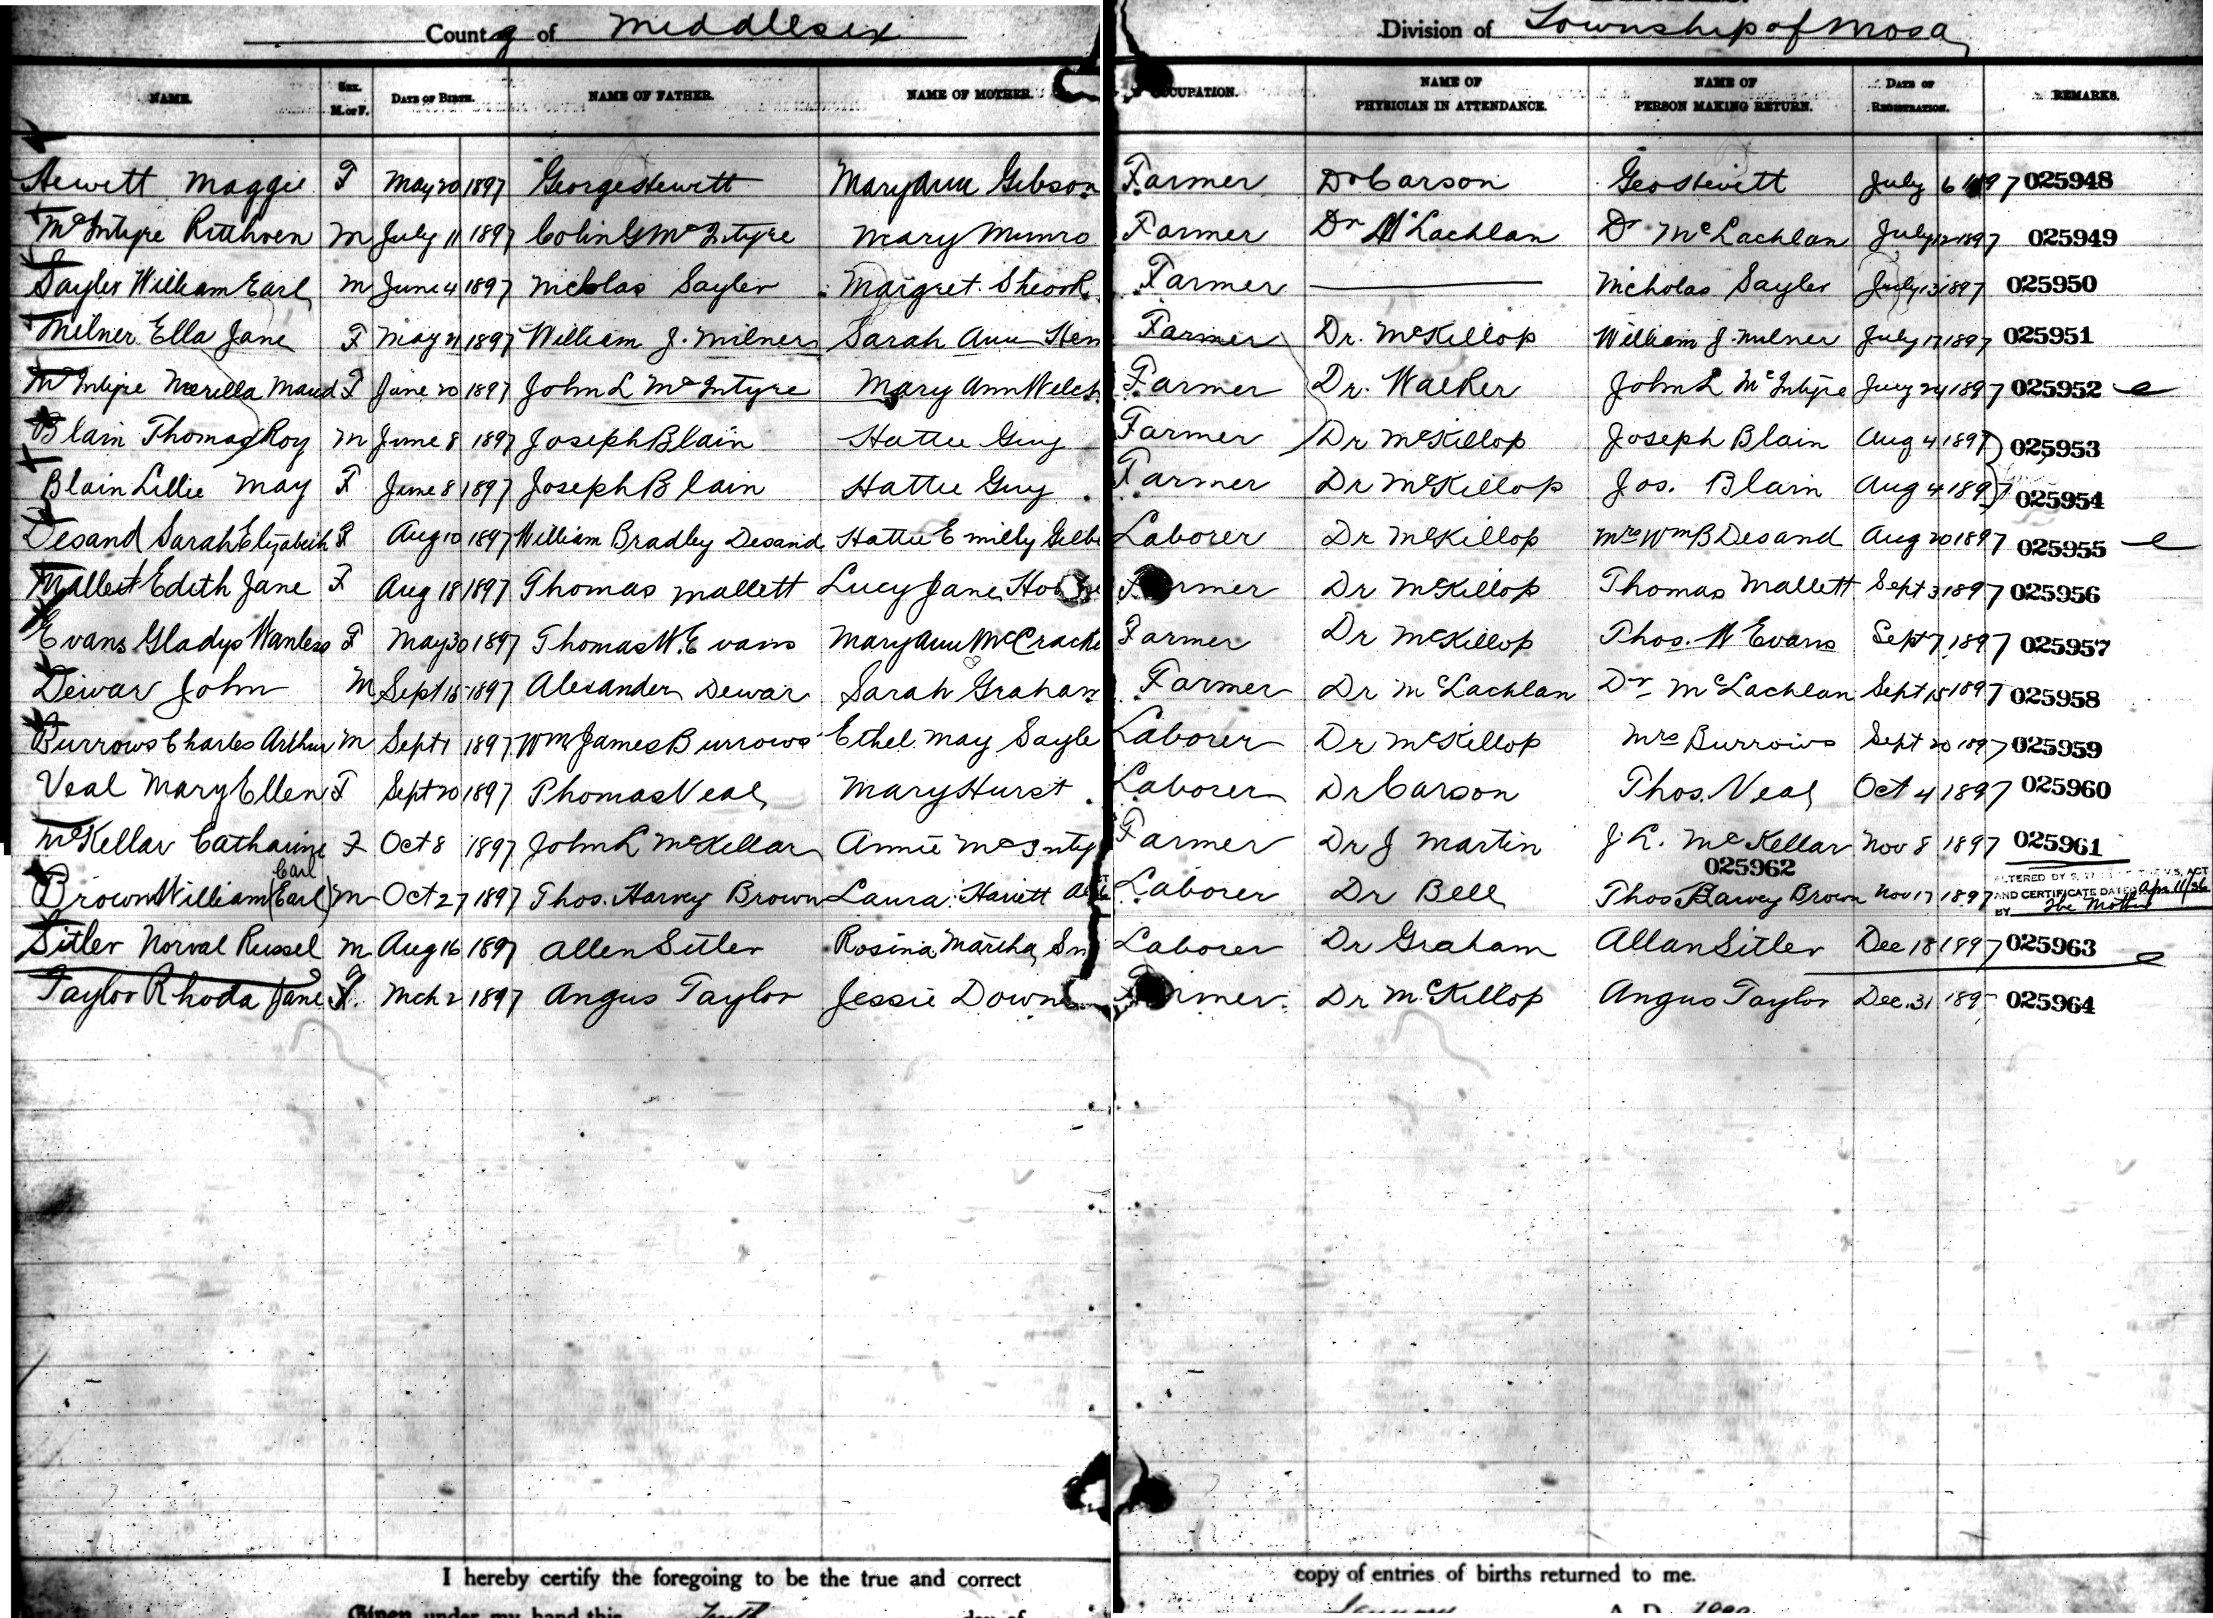 County of Middlesex Division of Township of Mosa
NAME. SEX. M. or F. DATE OF BIRTH. NAME OF FATHER. NAME OF MOTHER. OCCUPATION. NAME OF PHYSICIAN IN ATTENDANCE. NAME OF PERSON MAKING RETURN. DATE OF REGISTRATION. REMARKS.
Hewitt Maggie F May 20 1897 George Hewitt Mary Ann Gibson Farmer Dr Carson Geo Hewitt July 6 1897 025948
McIntyre Ruthven M July 11 1897 Colin G McIntyre Mary Munro Farmer Dr McLachlan Dr McLachlan July 12 1897 025949
Sayler William Earl M June 4 1897 Nicholas Sayler Margret Farmer Nicholas Sayler July 13 1897 025950
Milner Ella Jane F May 21 1897 William J. Milner Sarah Ann Hen Farmer Dr. McKillop William J. Milner July 17 1897 025951
McIntyre Merilla Maud F June 20 1897 John L McIntyre Mary Ann Welch Farmer Dr. Walker John L McIntyre July 24 1897 025952
Blain Thomas Roy M June 8 1897 Joseph Blain Hattie Guy Farmer Dr McKillop Joseph Blain Aug 4 1897 025953
Blain Lillie May F June 8 1897 Joseph Blain Hattie Guy Farmer Dr McKillop Jos. Blain Aug 4 1897 025954
Desand Sarah Elizabeth F Aug 10 1897 William Bradley Desand Hattie Emilly Gilbe Laborer Dr McKillop Mrs Wm B Desand Aug 20 1897 025955
Mallett Edith Jane F Aug 18 1897 Thomas Mallett Lucy Jane Farmer Dr McKillop Thomas Mallett Sept 3 1897 025956
Evans Gladys Wanless F May 30 1897 Thomas W. Evans Mary Ann McCracke Farmer Dr McKillop Thos. W Evans Sept 7 1897 025957
Dewar John M Sept 15 1897 Alexander Dewar Sarah Graham Farmer Dr McLachlan Dr McLachlan Sept 18 1897 025958
Burrows Charles Arthur M Sept 1 1897 Wm James Burrows Ethel May Sayle Laborer Dr McKillop Mrs Burrows Sept 20 1897 025959
Veal Mary Ellen F Sept 20 1897 Thomas Veal Mary Hurst Laborer Dr Carson Thos. Veal Oct 4 1897 025960
McKellar Catharine F Oct 8 1897 John L McKellar Annie McInty Farmer Dr J Martin J. L. McKellar Nov 8 1897 025961
Carl 025962
Brown William (Earl) M Oct 27 1897 Thos. Harvey Brown Laura Hariett Laborer Dr Bell Thos Harvey Brown Nov 17 1897 ALTERED BY AND CERTIFICATE DATED Apr 11/36 BY The Mother
Sitler Norval Russel M Aug 16 1897 Allen Sitler Rosina Martha Sm Laborer Dr Graham Allan Sitler Dec 18 1897 025963
Taylor Rhoda Jane F. Mch 2 1897 Angus Taylor Jessie Down Farmer Dr McKillop Angus Taylor Dec. 31 189 025964
I hereby certify the foregoing to be the true and correct copy of entries of births returned to me.
Given under my hand this day of A. D.